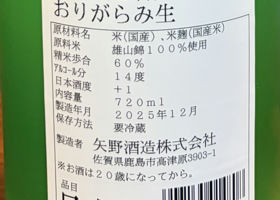 おりがらみ生
原材料名 米(国産)、米麹(国産米)
原料米 雄山錦100%使用
精米歩合 60%
アルコール分 14度
日本酒度 +1
内容量 720ml
製造年月 2025年12月
保存方法 要冷蔵
製造者 矢野酒造株式会社
佐賀県鹿島市高津原3903-1
※お酒は20歳になってから。
品目